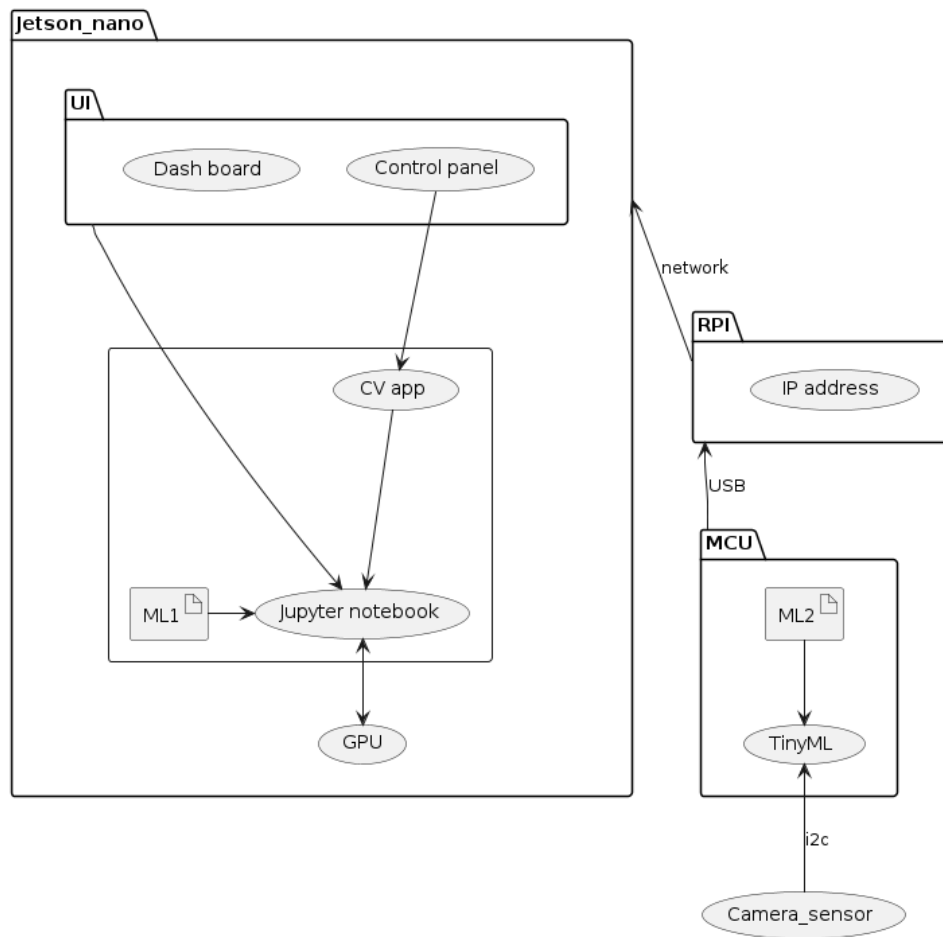 Jetson_nano
UI
Dash board
Control panel
network
RPI
CV app
IP address
USB
MCU
ML1
Jupyter notebook
ML2
GPU
TinyML
i2c
Camera_sensor